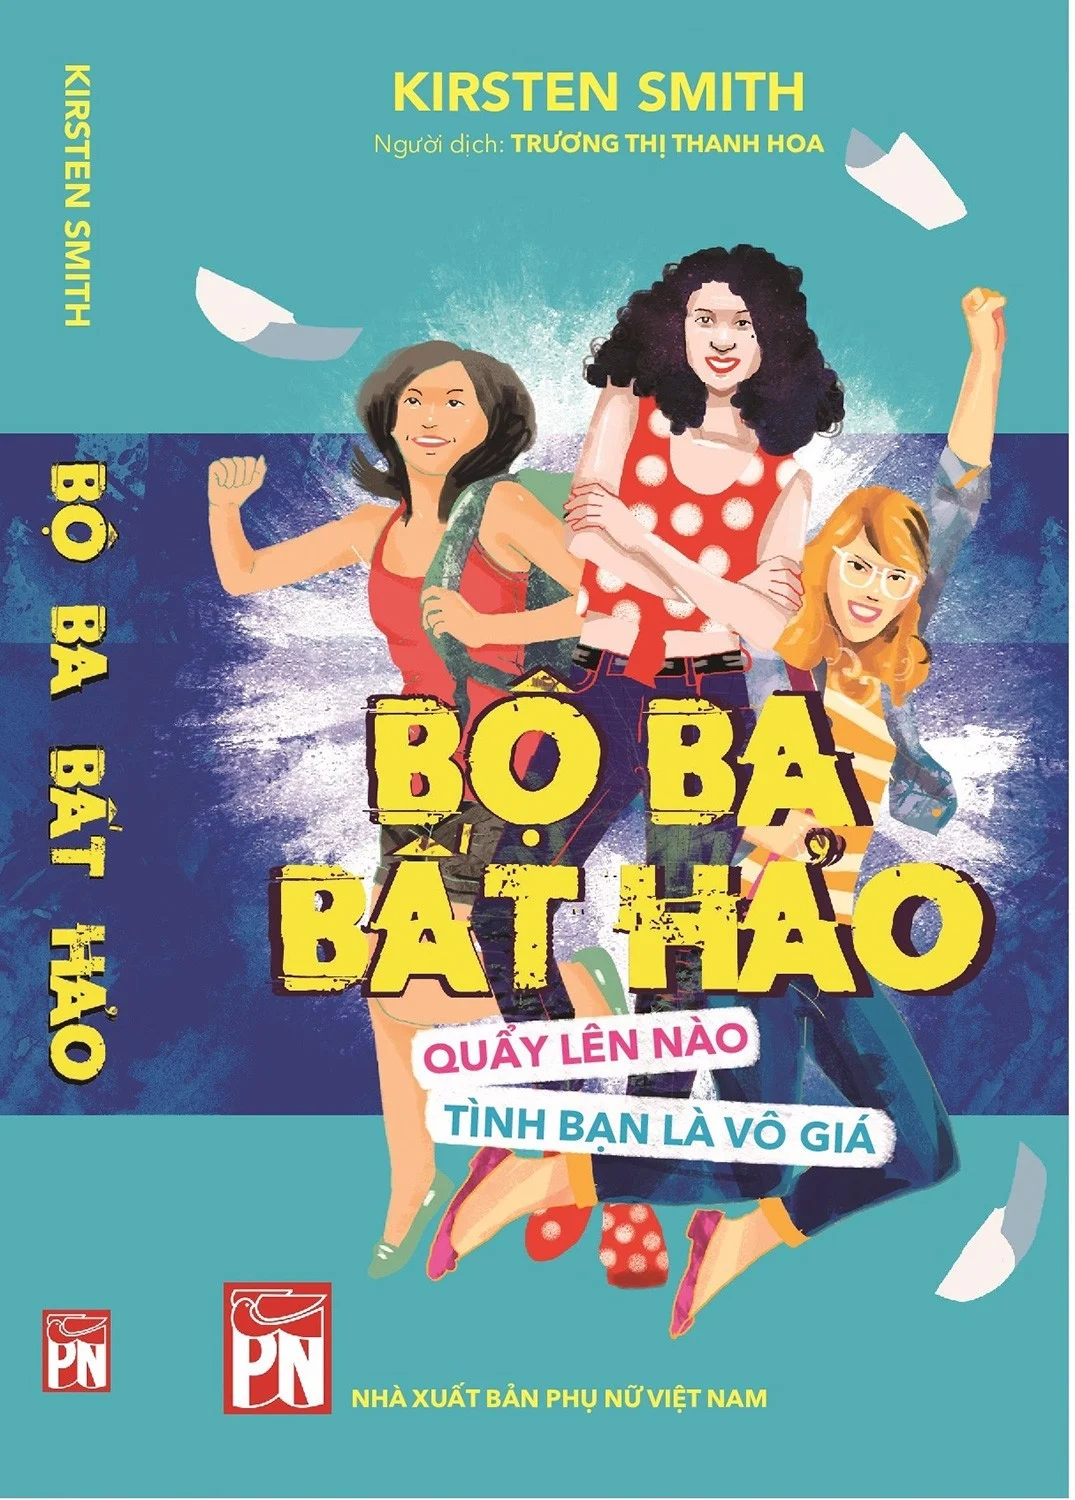 KIRSTEN SMITH
BỘ BA BẤT HẢO
PN
KIRSTEN SMITH
Người dịch: TRƯƠNG THỊ THANH HOA
BỘ BA
BẤT HẢO
QUẨY LÊN NÀO
TÌNH BẠN LÀ VÔ GIÁ
PN
NHÀ XUẤT BẢN PHỤ NỮ VIỆT NAM